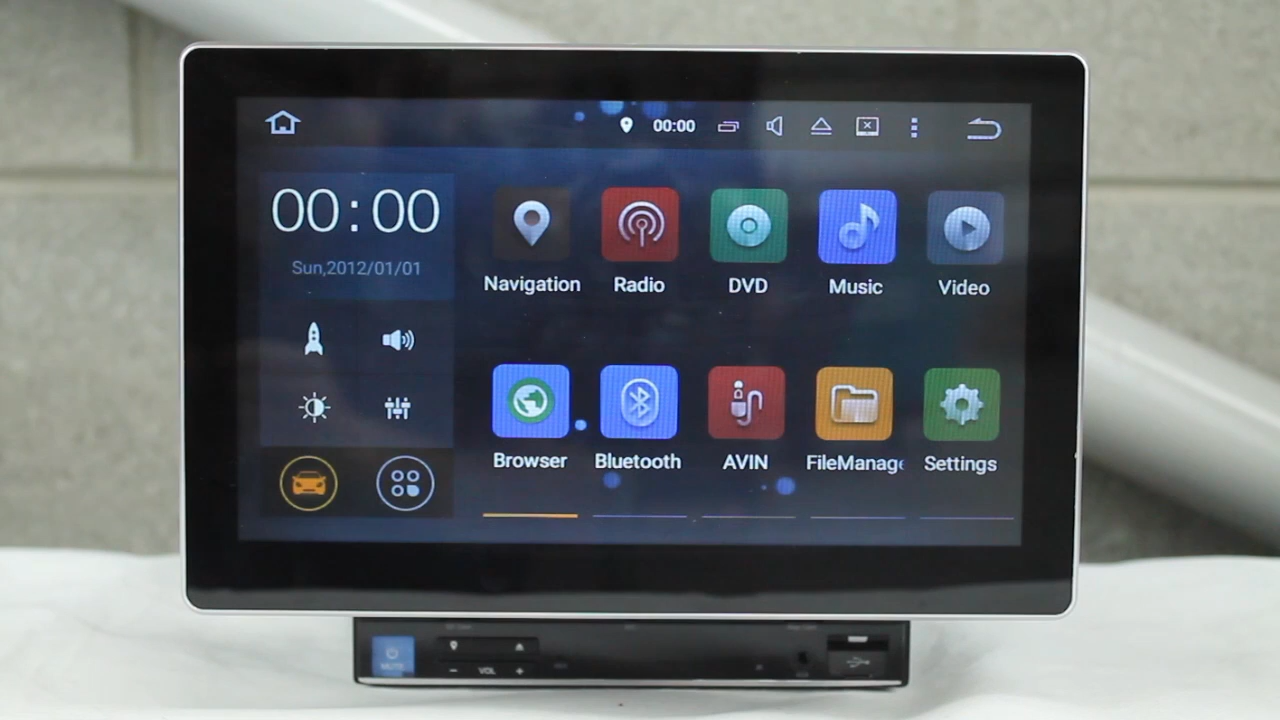 00:00
00:00
Sun,2012/01/01
Navigation
Radio
DVD
Music
Video
Browser
Bluetooth
AVIN
FileManag
Settings
MUTE
- VOL +